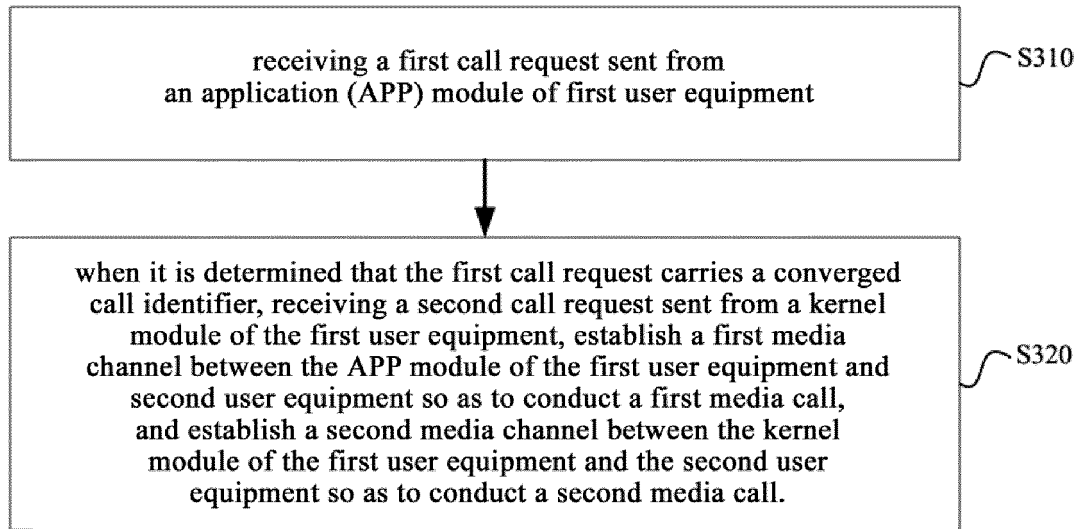 receiving a first call request sent from
an application (APP) module of first user equipment
S310
when it is determined that the first call request carries a converged
call identifier, receiving a second call request sent from a kernel
module of the first user equipment, establish a first media
channel between the APP module of the first user equipment and
second user equipment so as to conduct a first media call,
and establish a second media channel between the kernel
module of the first user equipment and the second user
equipment so as to conduct a second media call.
S320